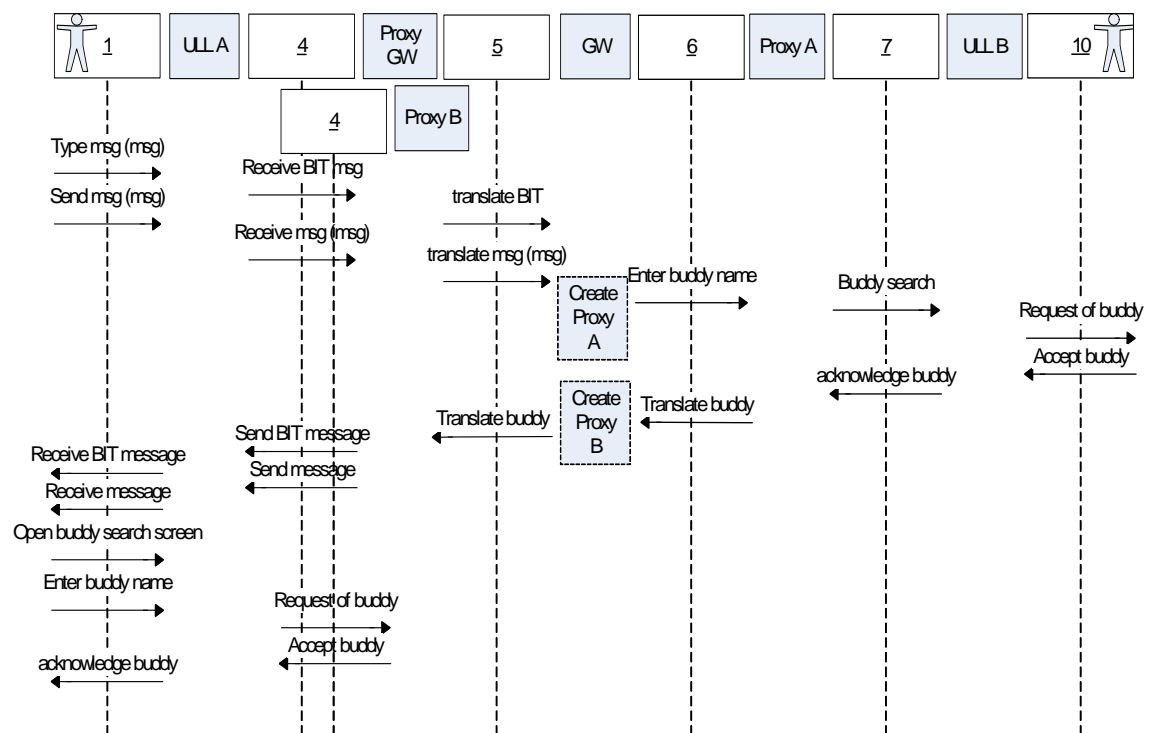 1
ULL A
4
Proxy
GW
5
GW
6
Proxy A
7
ULL B
10
4
Proxy B
Type msg (msg)
Receive BIT msg
Send msg (msg)
translate BIT
Receive msg (msg)
translate msg (msg)
Enter buddy name
Buddy search
Create
Proxy
A
Request of buddy
Accept buddy
acknowledge buddy
Create
Proxy
B
Translate buddy
Translate buddy
Send BIT message
Receive BIT message
Send message
Receive message
Open buddy search screen
Enter buddy name
Request of buddy
Accept buddy
acknowledge buddy